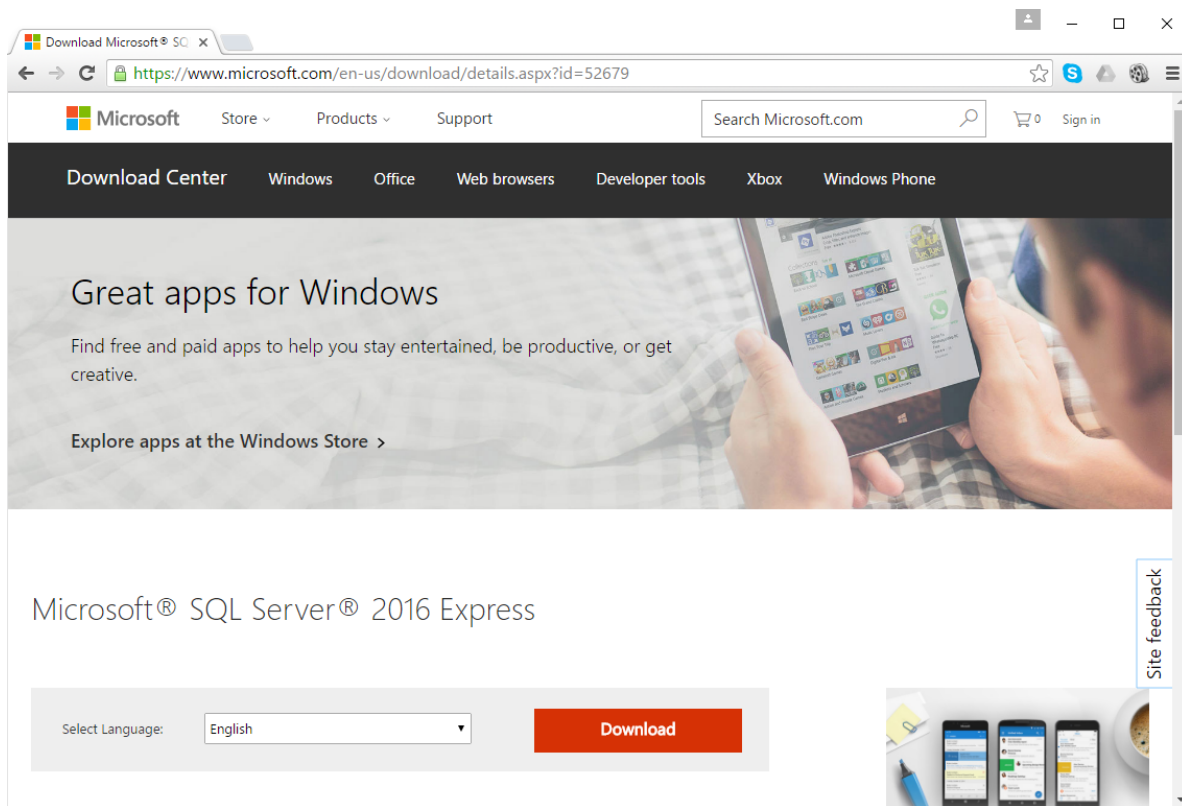 Download Microsoft® SQ
https://www.microsoft.com/en-us/download/details.aspx?id=52679
Microsoft Store Products Support Search Microsoft.com 0 Sign in
Download Center Windows Office Web browsers Developer tools Xbox Windows Phone
Great apps for Windows
Find free and paid apps to help you stay entertained, be productive, or get
creative.
Explore apps at the Windows Store >
Site feedback
Microsoft® SQL Server® 2016 Express
Select Language: English Download